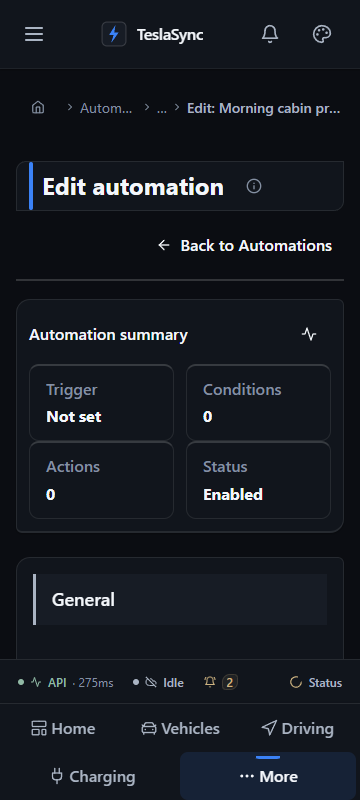 TeslaSync
Autom... > ... > Edit: Morning cabin pr...
Edit automation
Back to Automations
Automation summary
Trigger
Not set
Conditions
0
Actions
0
Status
Enabled
General
API · 275ms
Idle
2
Status
Home
Vehicles
Driving
Charging
More